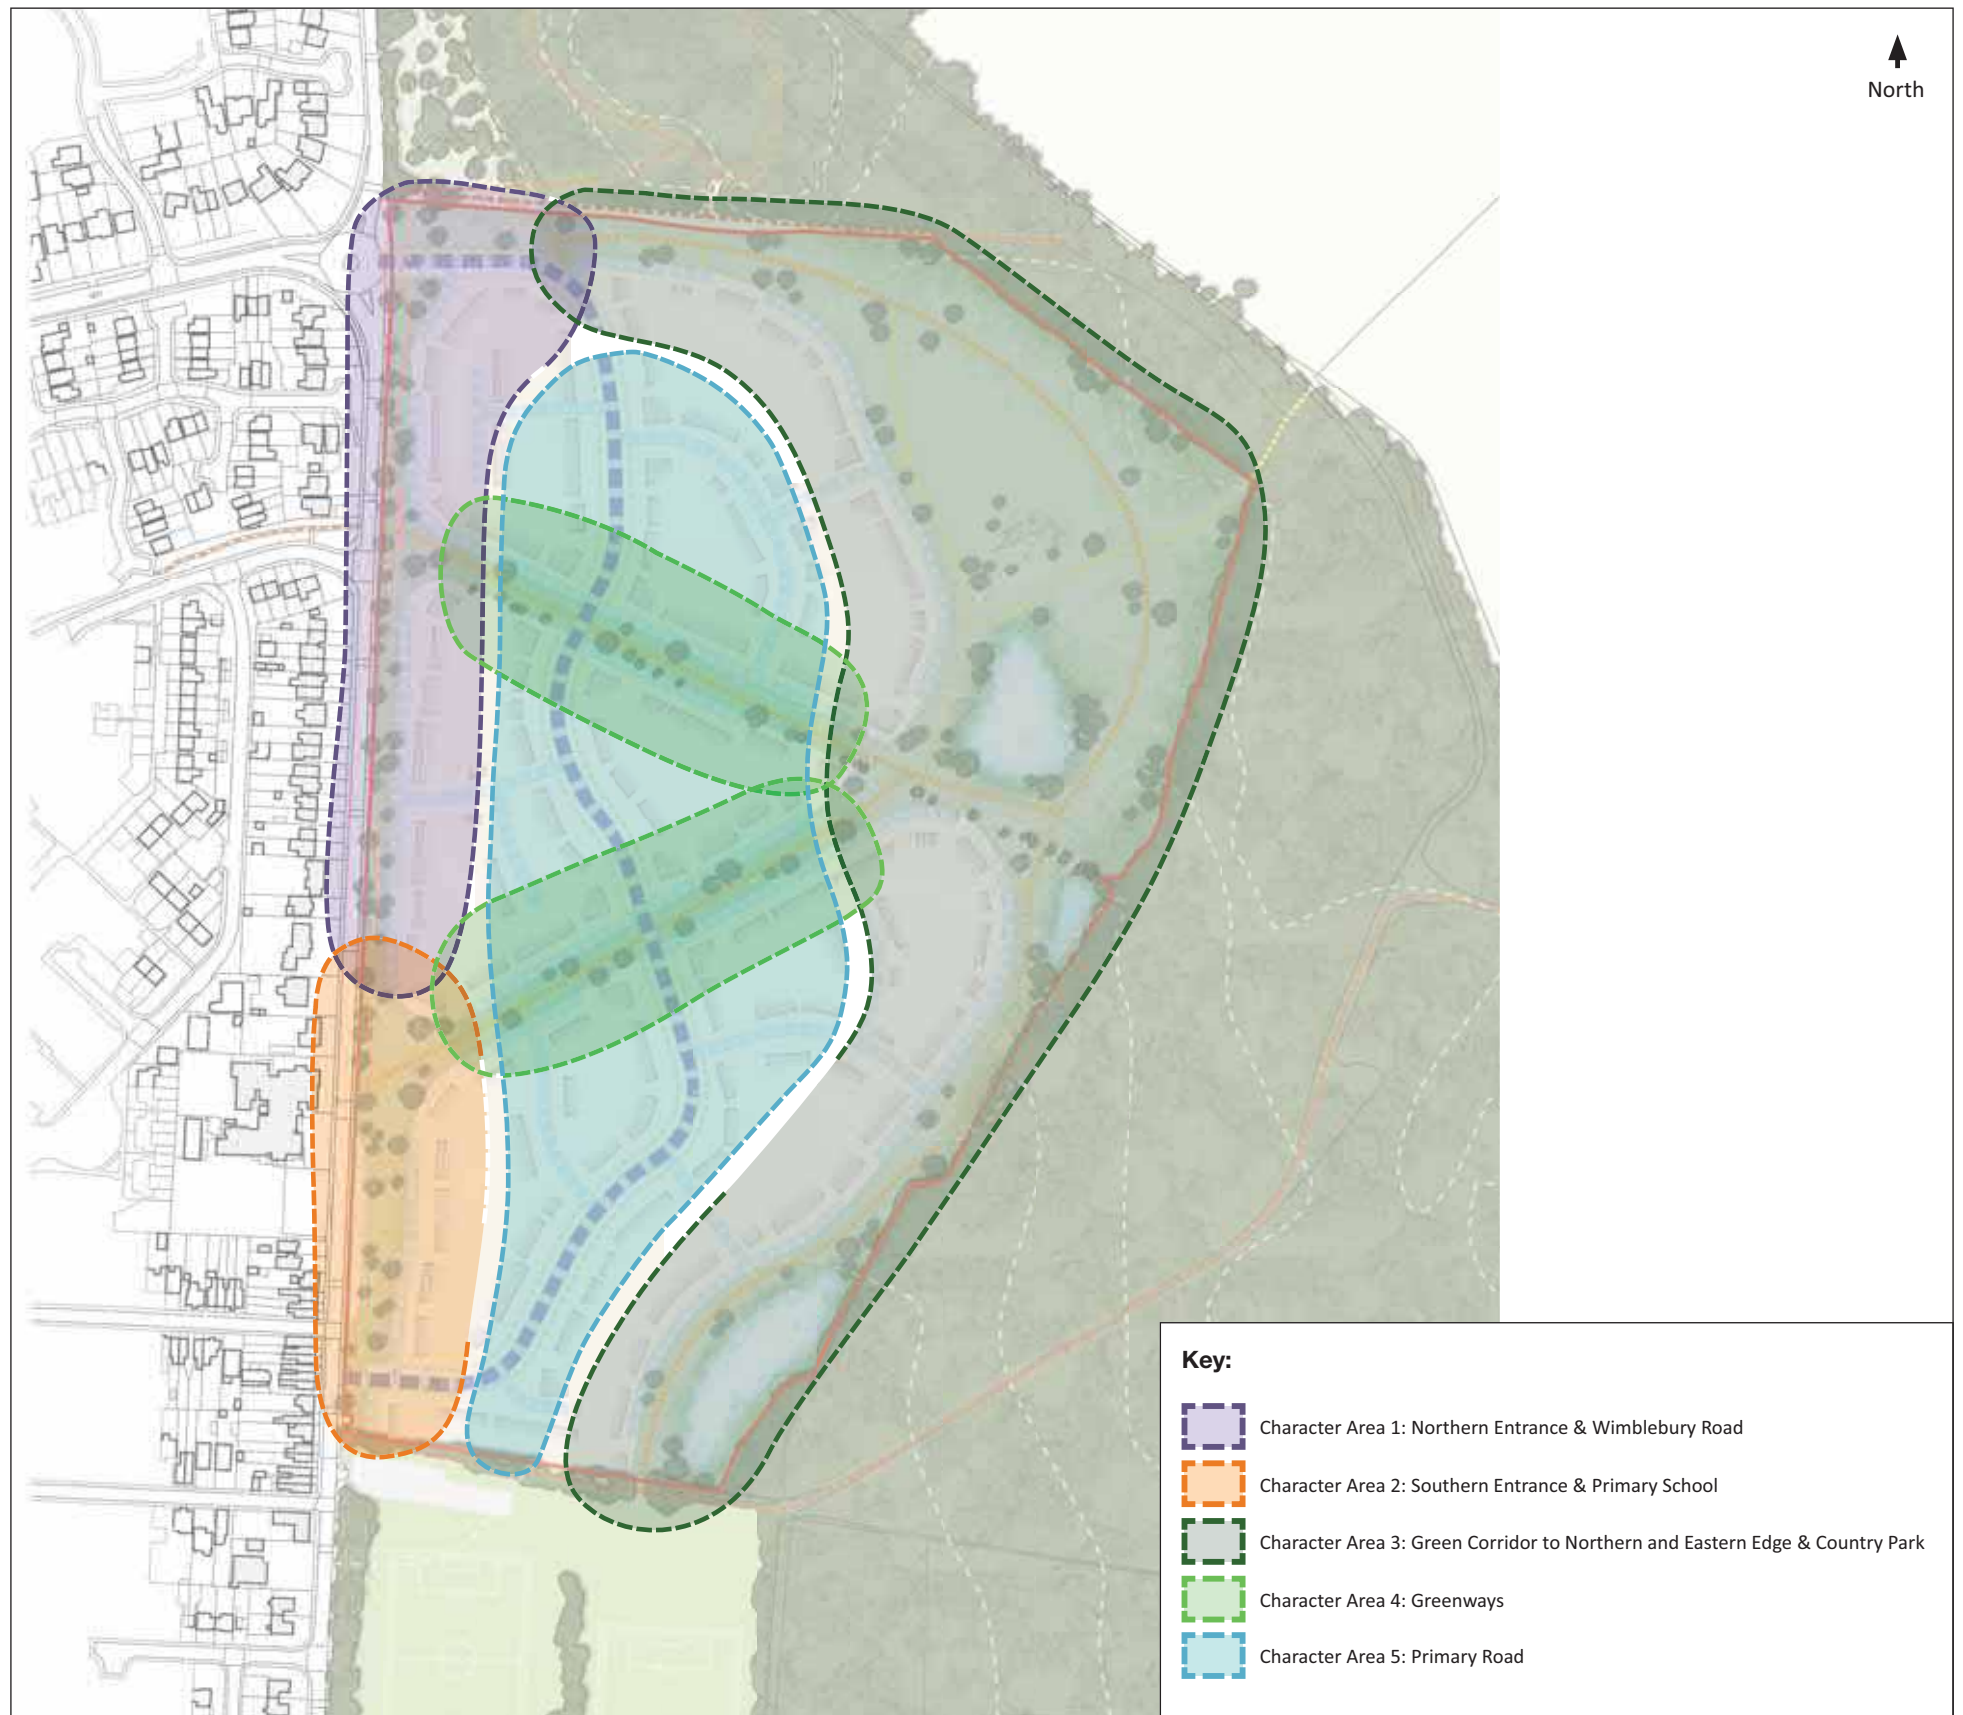 North
Key:
Character Area 1: Northern Entrance & Wimblebury Road
Character Area 2: Southern Entrance & Primary School
Character Area 3: Green Corridor to Northern and Eastern Edge & Country Park
Character Area 4: Greenways
Character Area 5: Primary Road